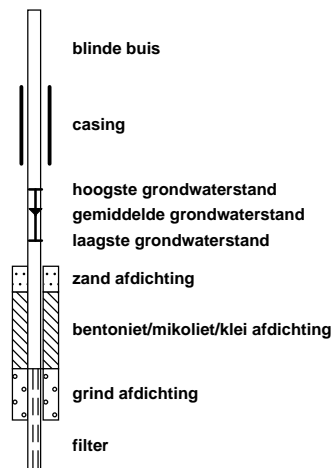 blinde buis
casing
hoogste grondwaterstand
gemiddelde grondwaterstand
laagste grondwaterstand
zand afdichting
bentoniet/mikoliet/klei afdichting
grind afdichting
filter